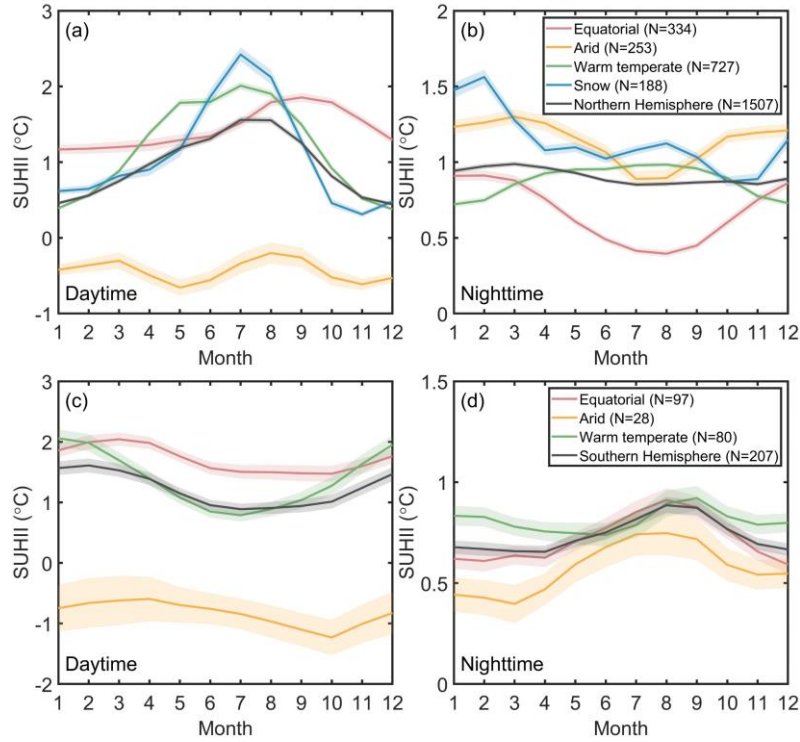 (a)
SUHII (°C)
3
2
1
0
-1
Daytime
1 2 3 4 5 6 7 8 9 10 11 12
Month
(b)
Equatorial (N=334)
Arid (N=253)
Warm temperate (N=727)
Snow (N=188)
Northern Hemisphere (N=1507)
SUHII (°C)
2
1.5
1
0.5
0
Nighttime
1 2 3 4 5 6 7 8 9 10 11 12
Month
(c)
SUHII (°C)
3
2
1
0
-1
-2
Daytime
1 2 3 4 5 6 7 8 9 10 11 12
Month
(d)
Equatorial (N=97)
Arid (N=28)
Warm temperate (N=80)
Southern Hemisphere (N=207)
SUHII (°C)
1.5
1
0.5
0
Nighttime
1 2 3 4 5 6 7 8 9 10 11 12
Month